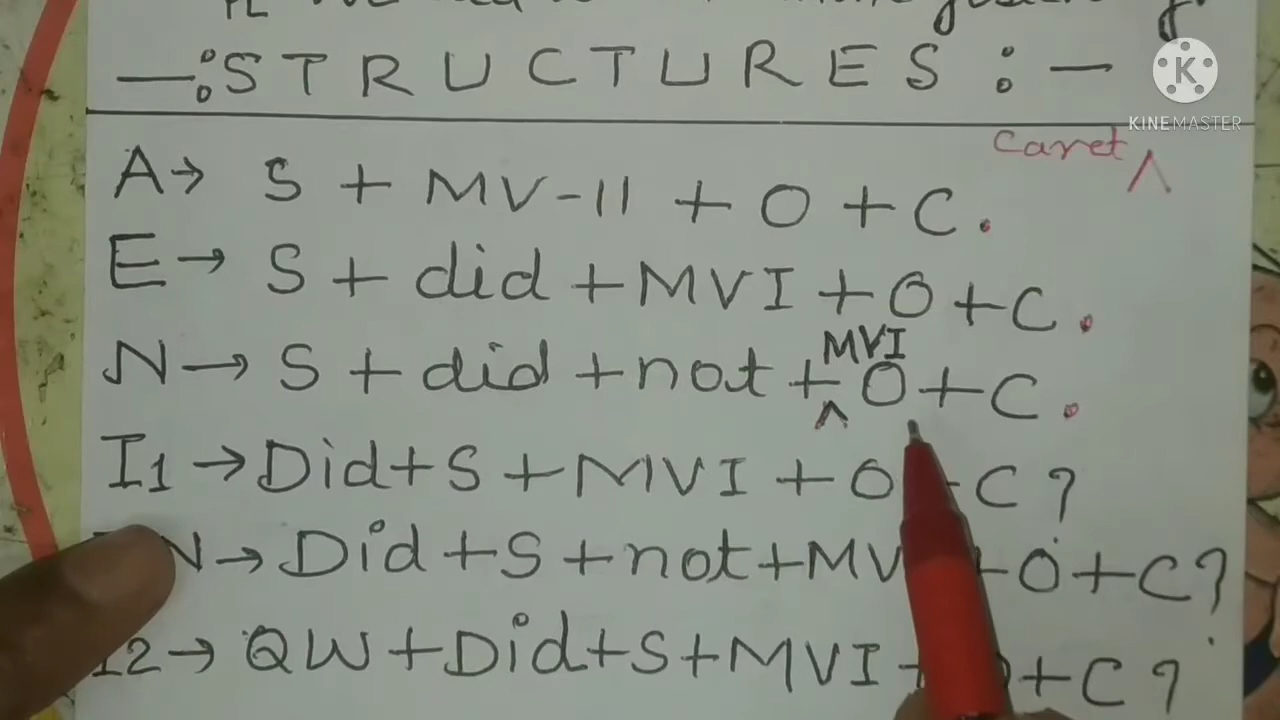 —:STRUCTURES:—
K
KINEMASTER
Caret ^
A→ S + MV-II + O + C.
E→ S + did + MVI + O + C.
MVI
N→ S + did + not + O + C.
^
I1→ Did + S + MVI + O + C?
N→ Did + S + not + MV + O + C?
I2→ QW + Did + S + MVI + + C?